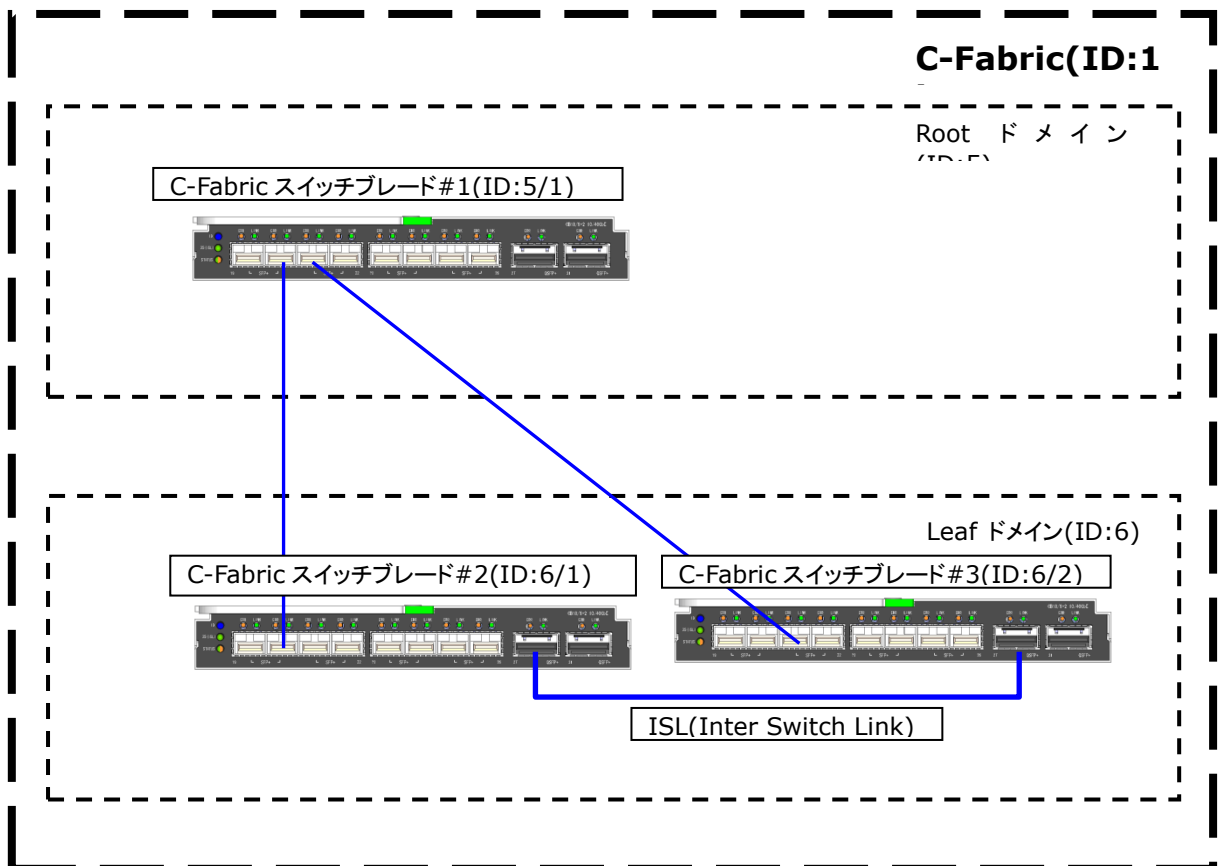 C-Fabric(ID:1
Root ドメイン
(ID:5)
C-Fabric スイッチブレード#1(ID:5/1)
Leaf ドメイン(ID:6)
C-Fabric スイッチブレード#2(ID:6/1)
C-Fabric スイッチブレード#3(ID:6/2)
ISL(Inter Switch Link)